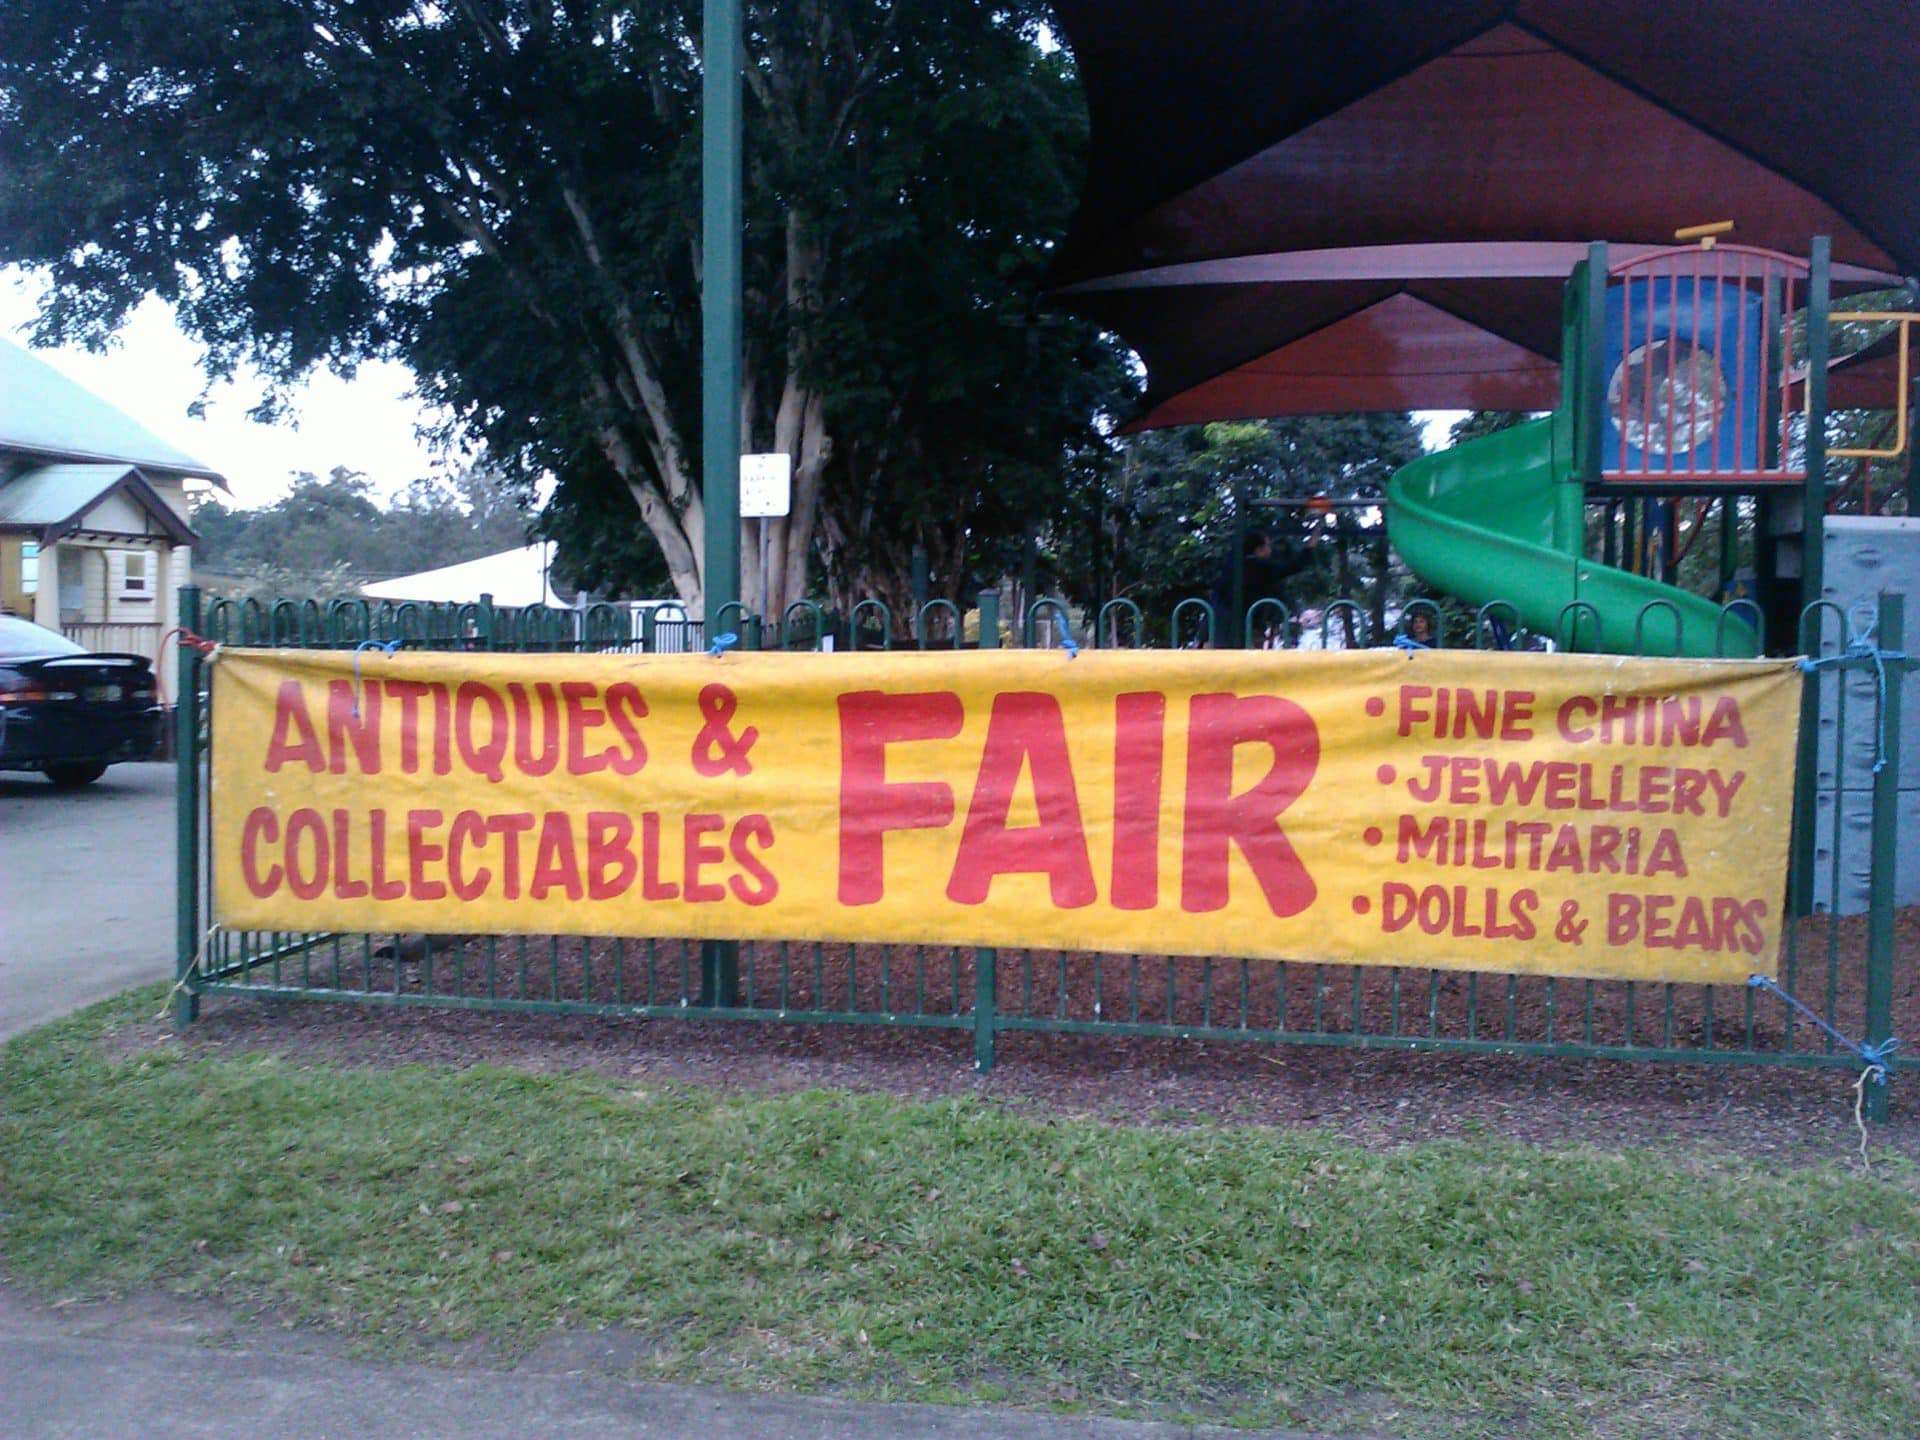 ANTIQUES &
COLLECTABLES
FAIR
• FINE CHINA
• JEWELLERY
• MILITARIA
• DOLLS & BEARS